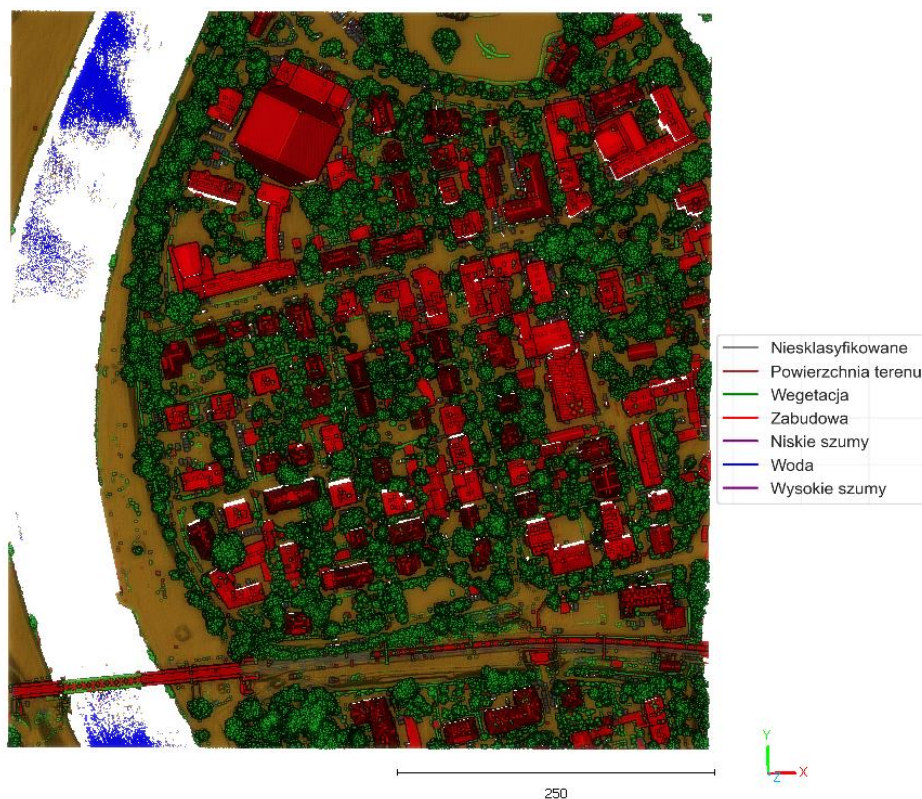 Niesklasyfikowane
Powierzchnia terenu
Wegetacja
Zabudowa
Niskie szumy
Woda
Wysokie szumy
Y
Z X
250